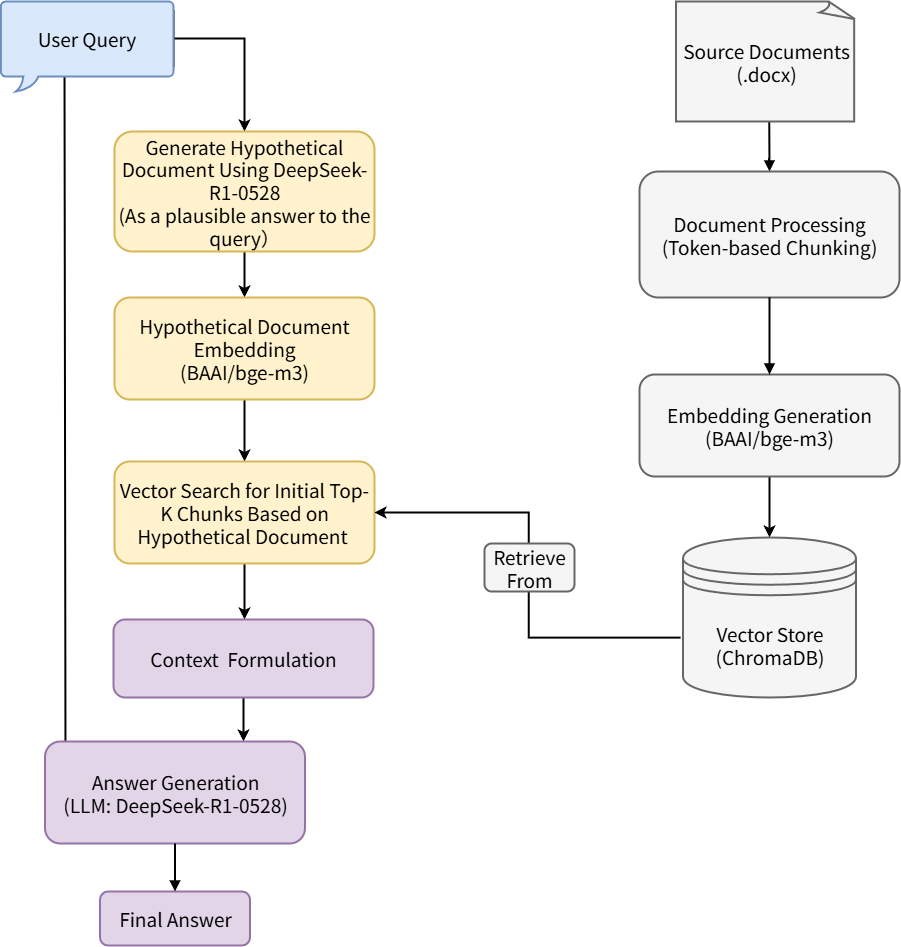 User Query
Source Documents
(.docx)
Generate Hypothetical
Document Using DeepSeek-
R1-0528
(As a plausible answer to the
query)
Document Processing
(Token-based Chunking)
Hypothetical Document
Embedding
(BAAI/bge-m3)
Embedding Generation
(BAAI/bge-m3)
Vector Search for Initial Top-
K Chunks Based on
Hypothetical Document
Retrieve
From
Vector Store
(ChromaDB)
Context  Formulation
Answer Generation
(LLM: DeepSeek-R1-0528)
Final Answer